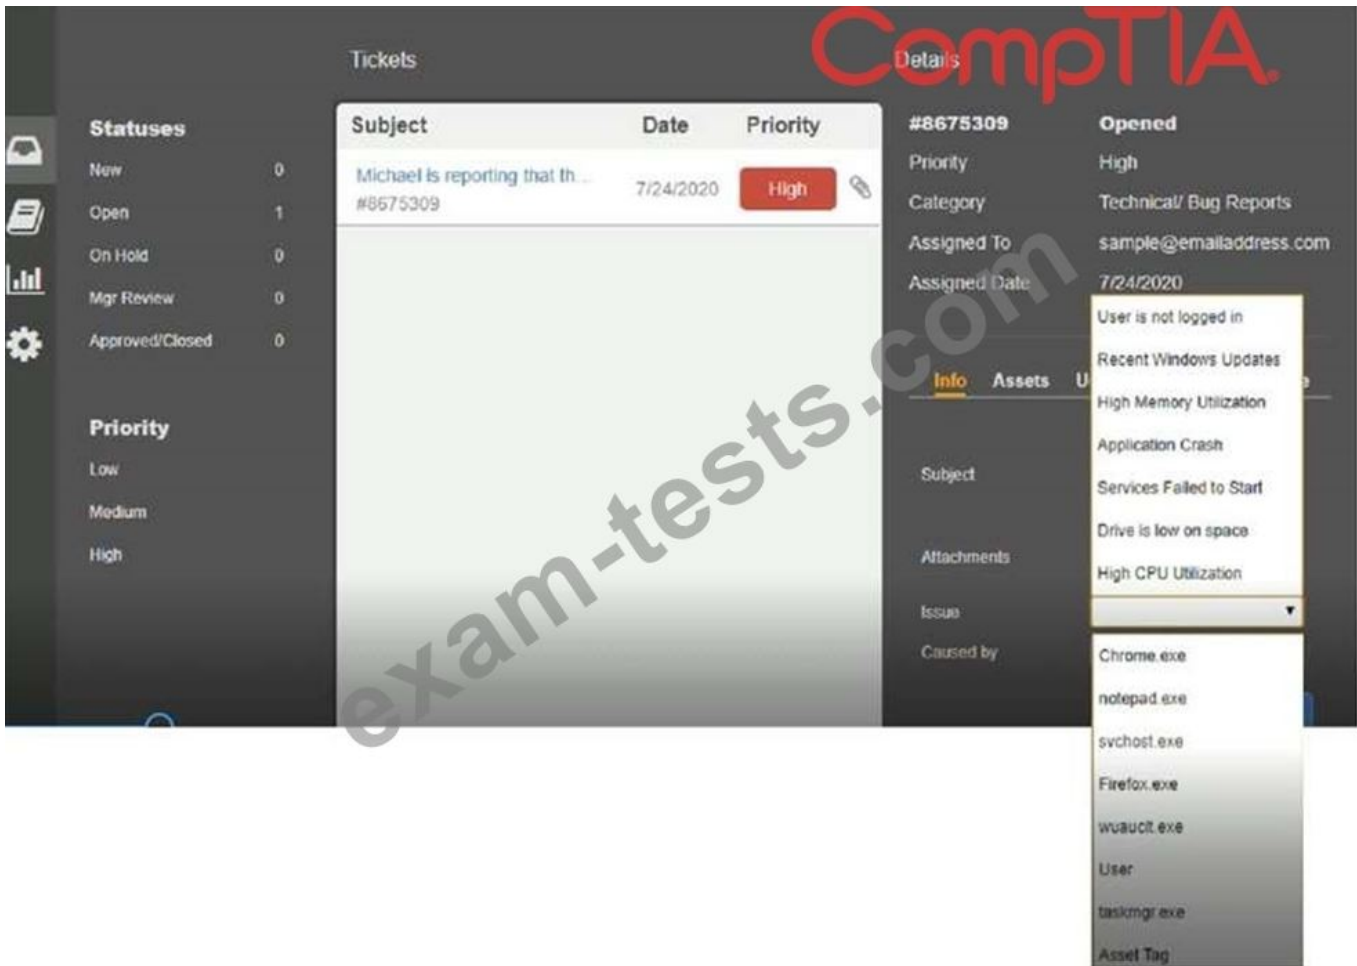 CompTIA.
Tickets
Details
Statuses
New 0
Open 1
On Hold 0
Mgr Review 0
Approved/Closed 0
Priority
Low
Medium
High
Subject Date Priority
Michael is reporting that th...
#8675309
7/24/2020 High
#8675309 Opened
Priority High
Category Technical/ Bug Reports
Assigned To sample@emailaddress.com
Assigned Date 7/24/2020
Info Assets
Subject
Attachments
Issue
Caused by
User is not logged in
Recent Windows Updates
High Memory Utilization
Application Crash
Services Failed to Start
Drive is low on space
High CPU Utilization
Chrome.exe
notepad.exe
svchost.exe
Firefox.exe
wuauclt.exe
User
taskmgr.exe
Asset Tag
exam-tests.com